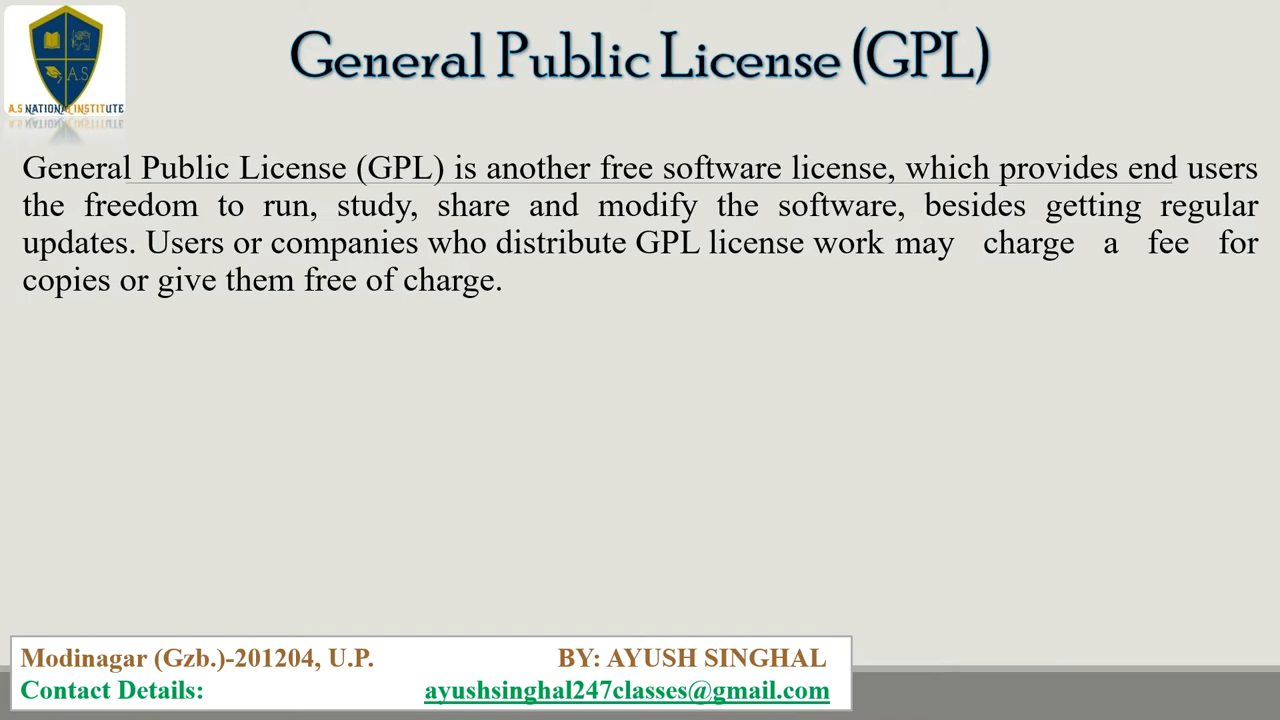 A.S
A.S NATIONAL INSTITUTE
General Public License (GPL)
General Public License (GPL) is another free software license, which provides end users
the freedom to run, study, share and modify the software, besides getting regular
updates. Users or companies who distribute GPL license work may charge a fee for
copies or give them free of charge.
Modinagar (Gzb.)-201204, U.P. BY: AYUSH SINGHAL
Contact Details: ayushsinghal247classes@gmail.com